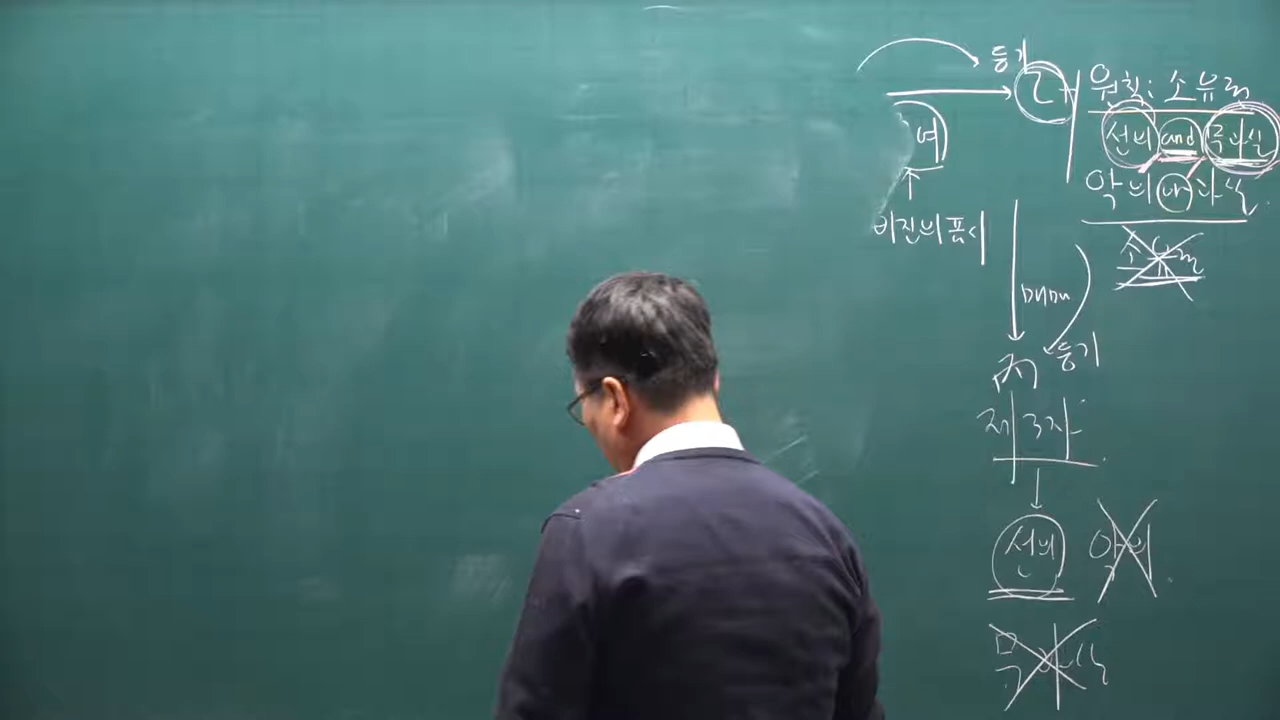 등기
원칙: 소유권
선의 and 무과실
여
악의 or 과실
비진의표시
소유권
매매
등기
제3자
선의 악의
무과실